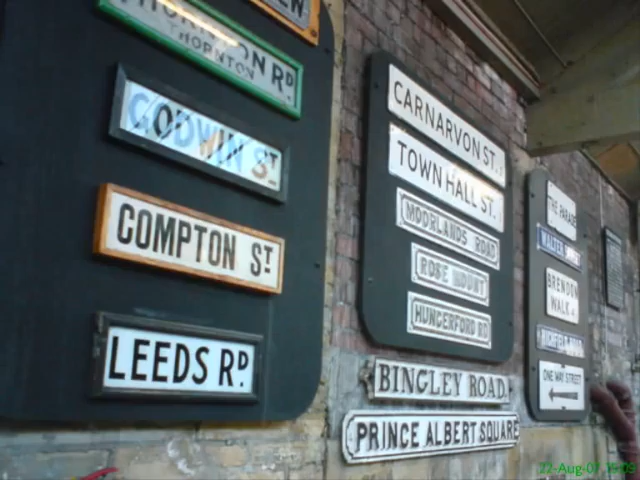 THORNTON RD
THORNTON
GODWIN ST
COMPTON ST
LEEDS RD.
CARNARVON ST.
TOWN HALL ST.
MOORLANDS ROAD
ROSE MOUNT
HUNGERFORD RD
BINGLEY ROAD.
PRINCE ALBERT SQUARE
THE PARADE
BRENDON
WALK
ONE WAY STREET
22-Aug-07